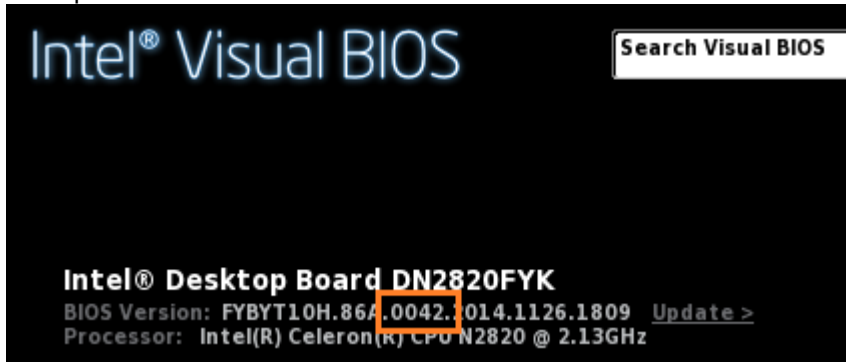 Intel® Visual BIOS
Search Visual BIOS
Intel® Desktop Board DN2820FYK
BIOS Version: FYBYT10H.86A.0042.2014.1126.1809 Update >
Processor: Intel(R) Celeron(R) CPU N2820 @ 2.13GHz